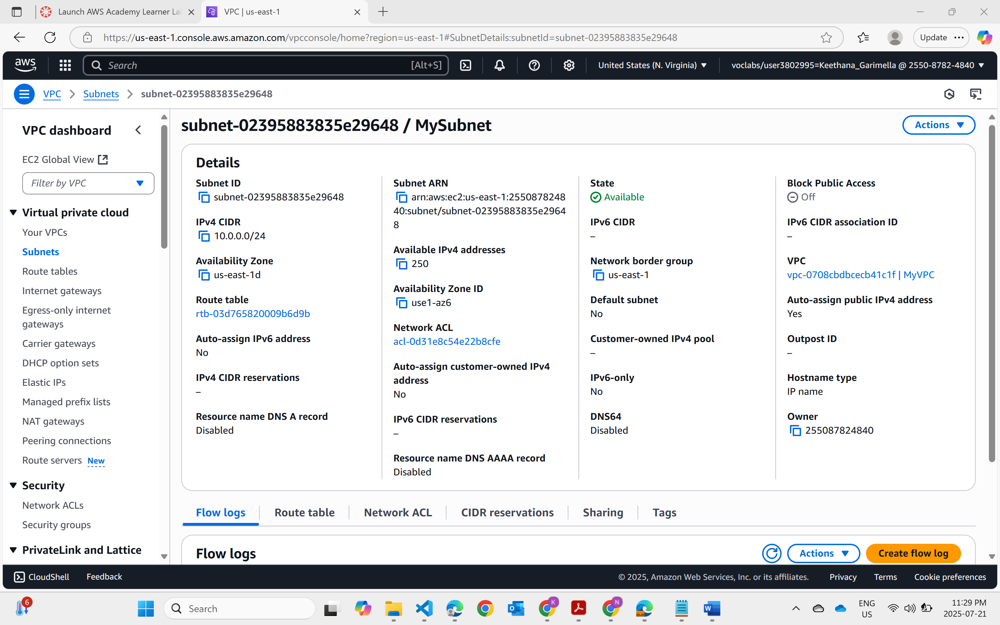 Launch AWS Academy Learner La
VPC | us-east-1
https://us-east-1.console.aws.amazon.com/vpcconsole/home?region=us-east-1#SubnetDetails:subnetId=subnet-02395883835e29648
Update
aws
Search
[Alt+S]
United States (N. Virginia)
voclabs/user3802995=Keethana_Garimella @ 2550-8782-4840
VPC
Subnets
subnet-02395883835e29648
VPC dashboard
EC2 Global View
Filter by VPC
Virtual private cloud
Your VPCs
Subnets
Route tables
Internet gateways
Egress-only internet
gateways
Carrier gateways
DHCP option sets
Elastic IPs
Managed prefix lists
NAT gateways
Peering connections
Route servers New
Security
Network ACLs
Security groups
PrivateLink and Lattice
subnet-02395883835e29648 / MySubnet
Actions
Details
Subnet ID
subnet-02395883835e29648
IPv4 CIDR
10.0.0.0/24
Availability Zone
us-east-1d
Route table
rtb-03d765820009b6d9b
Auto-assign IPv6 address
No
IPv4 CIDR reservations
–
Resource name DNS A record
Disabled
Subnet ARN
arn:aws:ec2:us-east-1:2550878248
40:subnet/subnet-02395883835e2964
8
Available IPv4 addresses
250
Availability Zone ID
use1-az6
Network ACL
acl-0d31e8c54e22b8cfe
Auto-assign customer-owned IPv4
address
No
IPv6 CIDR reservations
–
Resource name DNS AAAA record
Disabled
State
Available
IPv6 CIDR
–
Network border group
us-east-1
Default subnet
No
Customer-owned IPv4 pool
–
IPv6-only
No
DNS64
Disabled
Block Public Access
Off
IPv6 CIDR association ID
–
VPC
vpc-0708cbdbcecb41c1f | MyVPC
Auto-assign public IPv4 address
Yes
Outpost ID
–
Hostname type
IP name
Owner
255087824840
Flow logs
Route table
Network ACL
CIDR reservations
Sharing
Tags
Flow logs
Actions
Create flow log
CloudShell
Feedback
© 2025, Amazon Web Services, Inc. or its affiliates.
Privacy
Terms
Cookie preferences
6
Search
K
N
ENG
US
11:29 PM
2025-07-21